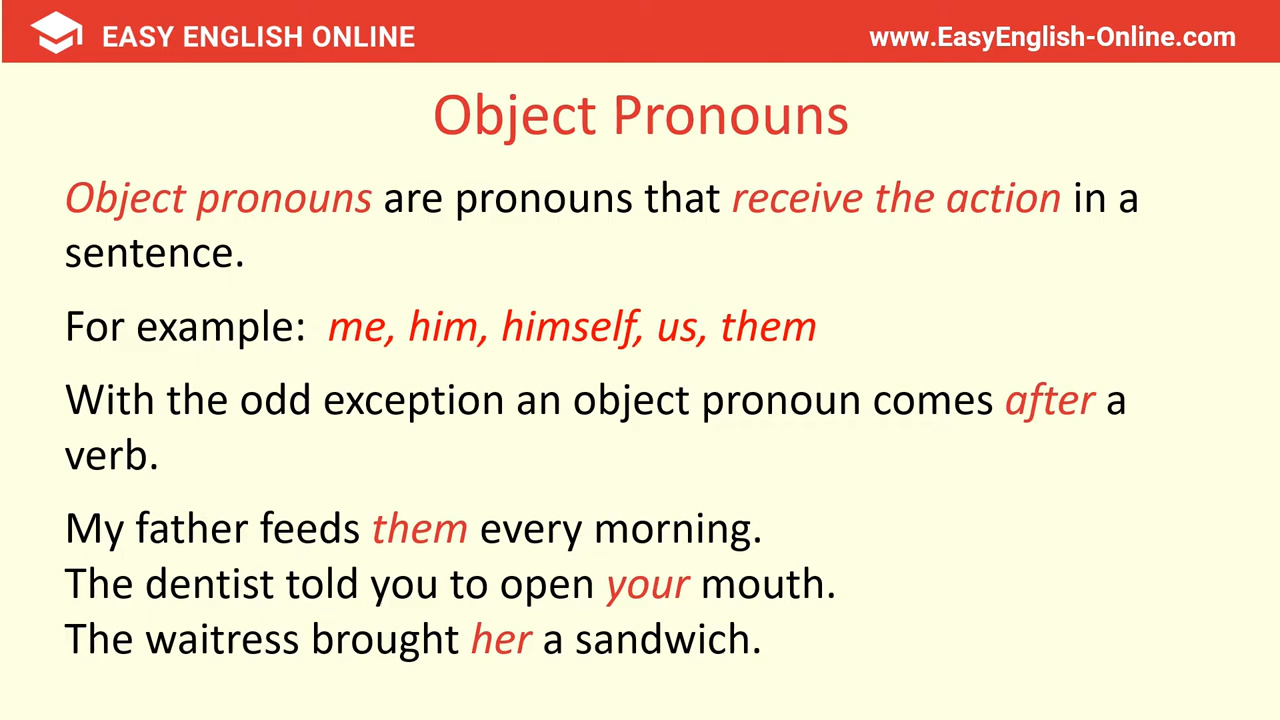 EASY ENGLISH ONLINE
www.EasyEnglish-Online.com
Object Pronouns
Object pronouns are pronouns that receive the action in a
sentence.
For example: me, him, himself, us, them
With the odd exception an object pronoun comes after a
verb.
My father feeds them every morning.
The dentist told you to open your mouth.
The waitress brought her a sandwich.